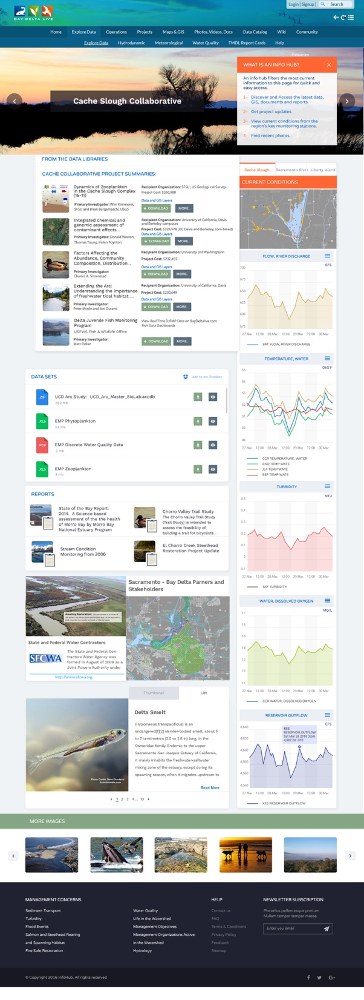 Login | Signup |
Search
BAY-DELTA LIVE
Home
Explore Data
Operations
Projects
Maps & GIS
Photos, Videos, Docs
Data Catalog
Wiki
Community
Explore Data
Hydrodynamic
Meteorological
Water Quality
TMDL Report Cards
Help
Estuaries
Cache Slough Collaborative
WHAT IS AN INFO HUB?
An info hub filters the most current
information to this page for quick and
easy access.
1- Discover and Access the latest data,
GIS, documents and reports.
2- Get project updates
3- View current conditions from the
region's key monitoring stations.
4- Find recent photos.
FROM THE DATA LIBRARIES
CACHE COLLABORATIVE PROJECT SUMMARIES:
Dynamics of Zooplankton
in the Cache Slough Complex
(15-11)
Primary Investigator: Wim Kimmerer,
SFSU and Brian Bergamaschi, USGS
Recipient Organization: SFSU; US Geologi-cal Survey
Project Cost: $260,988
Data and GIS Layers
DOWNLOAD
MORE..
Integrated chemical and
genomic assessment of
contaminant effects...
Primary Investigator: Donald Weston,
Thomas Young, Helen Poynton
Recipient Organization: University of California, Davis
and Berkeley campuses
Project Cost: $324,978 (UC Davis and Berkeley, com-bined)
Data and GIS Layers
DOWNLOAD
MORE..
Factors Affecting the
Abundance, Community
Composition, Distribution...
Primary Investigator:
Charles A. Simenstad
Recipient Organization: University onf Washingtonn
Project Cost: $232,455
Data and GIS Layers
DOWNLOAD
MORE..
Extending the Arc:
Understanding the importance
of freshwater tidal habitat.....
Primary Investigator:
Peter Moyle and Jon Durand
Recipient Organization: University of California, Davis
Project Cost: $230,649
Data and GIS Layers
DOWNLOAD
MORE..
Delta Juvenile Fish Monitoring
Program
USFWS Fish & Wildlife Office
Primary Investigator:
Matt Dekar
View Real Time DJFMP Data on BayDeltalive.com
Fish Data Dashboards
DOWNLOAD
MORE..
DATA SETS
Add to my Dropbox
.ZIP
UCD Arc Study: UCD_Arc_Master_BioLab.accdb
280 mb
.XLS
EMP Phytoplankton
63 mb
.PDF
EMP Discrete Water Quality Data
3 mb
.XLS
EMP Zooplankton
3 mb
REPORTS
State of the Bay Report:
2014. A Science based
assessment of the the health
of Morro Bay by Morro Bay
National Estuary Program
Chorro Valley Trail Study
The Chorro Valley Trail Study
(Trail Study) is intended to
assess the feasibility of
building a trail for bicyclists...
Stream Condition
Monitoring from 2006
El Chorro Creek Steelhead
Restoration Project Update
Awaiting Restoration:
State and Federal Water Contractors
SFCWA
The State and Federal Con-
tractors Water Agency was
formed in August of 2009 as a
Joint Powers Authority under
http://www.sfcwa.org
Sacramento - Bay Delta Parners and
Stakeholders
Thumbnail
List
Photo Credit: Dave Giordano
Ecostemedia.com
Delta Smelt
(Hypomesus transpacificus) is an
endangered[1][2] slender-bodied smelt, about 5
to 7 centimetres (2.0 to 2.8 in) long, in the
Osmeridae family. Endemic to the upper
Sacramento-San Joaquin Estuary of California,
it mainly inhabits the freshwater-saltwater
mixing zone of the estuary, except during its
spawning season, when it migrates upstream to
Read More
1 2 3 4 ... 10
Cache Slough
Sacramento River
Liberty Island
CURRENT CONDITIONS
FLOW, RIVER DISCHARGE
CFS
700
675
650
625
600
575
27 Mar 12:00 28 Mar 12:00 29 Mar 12:00 30 Mar
BAT FLOW, RIVER DISCHARGE
TEMPERATURE, WATER
DEG F
55
54
53
52
51
50
49
27 Mar 12:00 28 Mar 12:00 29 Mar 12:00 30 Mar
CCR TEMPERATURE, WATER
BND TEMP WATE
JLF TEMP WATE
BSF TEMP WATE
TURBIDITY
NTU
0.5
0.4
0.3
0.2
0.1
0
-0.1
27 Mar 12:00 28 Mar 12:00 29 Mar 12:00 30 Mar
BSF TURBIDITY
WATER, DISSOLVED OXYGEN
MG/L
17
16
15
14
13
12
11
27 Mar 12:00 28 Mar 12:00 29 Mar 12:00 30 Mar
CCR WATER, DISSOLVED OXYGEN
RESERVOIR OUTFLOW
CFS
4,640
4,620
4,600
4,580
4,560
4,540
KES
RESERVOIR OUTFLOW
Sat Mar 28 2016 3:pm
4,587.00 CFS
27 Mar 12:00 28 Mar 12:00 29 Mar 12:00 30 Mar
KES RESERVOIR OUTFLOW
MORE IMAGES
MANAGEMENT CONCERNS
Sediment Transport
Turbidity
Flood Events
Salmon and Steelhead Rearing
and Spawning Habitat
Fire Safe Restoration
Water Quality
Life in the Watershed
Management Objectives
Management Organizations Active
in the Watershed
Hydrology
HELP
Contact us
FAQ
Terms & Conditions
Privacy Policy
Feedback
Sitemap
NEWSLETTER SUBSCRIPTION
Phasellus pellentesque pretium
Nullam tempor tempor massa.
Enter you email
© Copyright 2016 InfoHub. All rights reserved